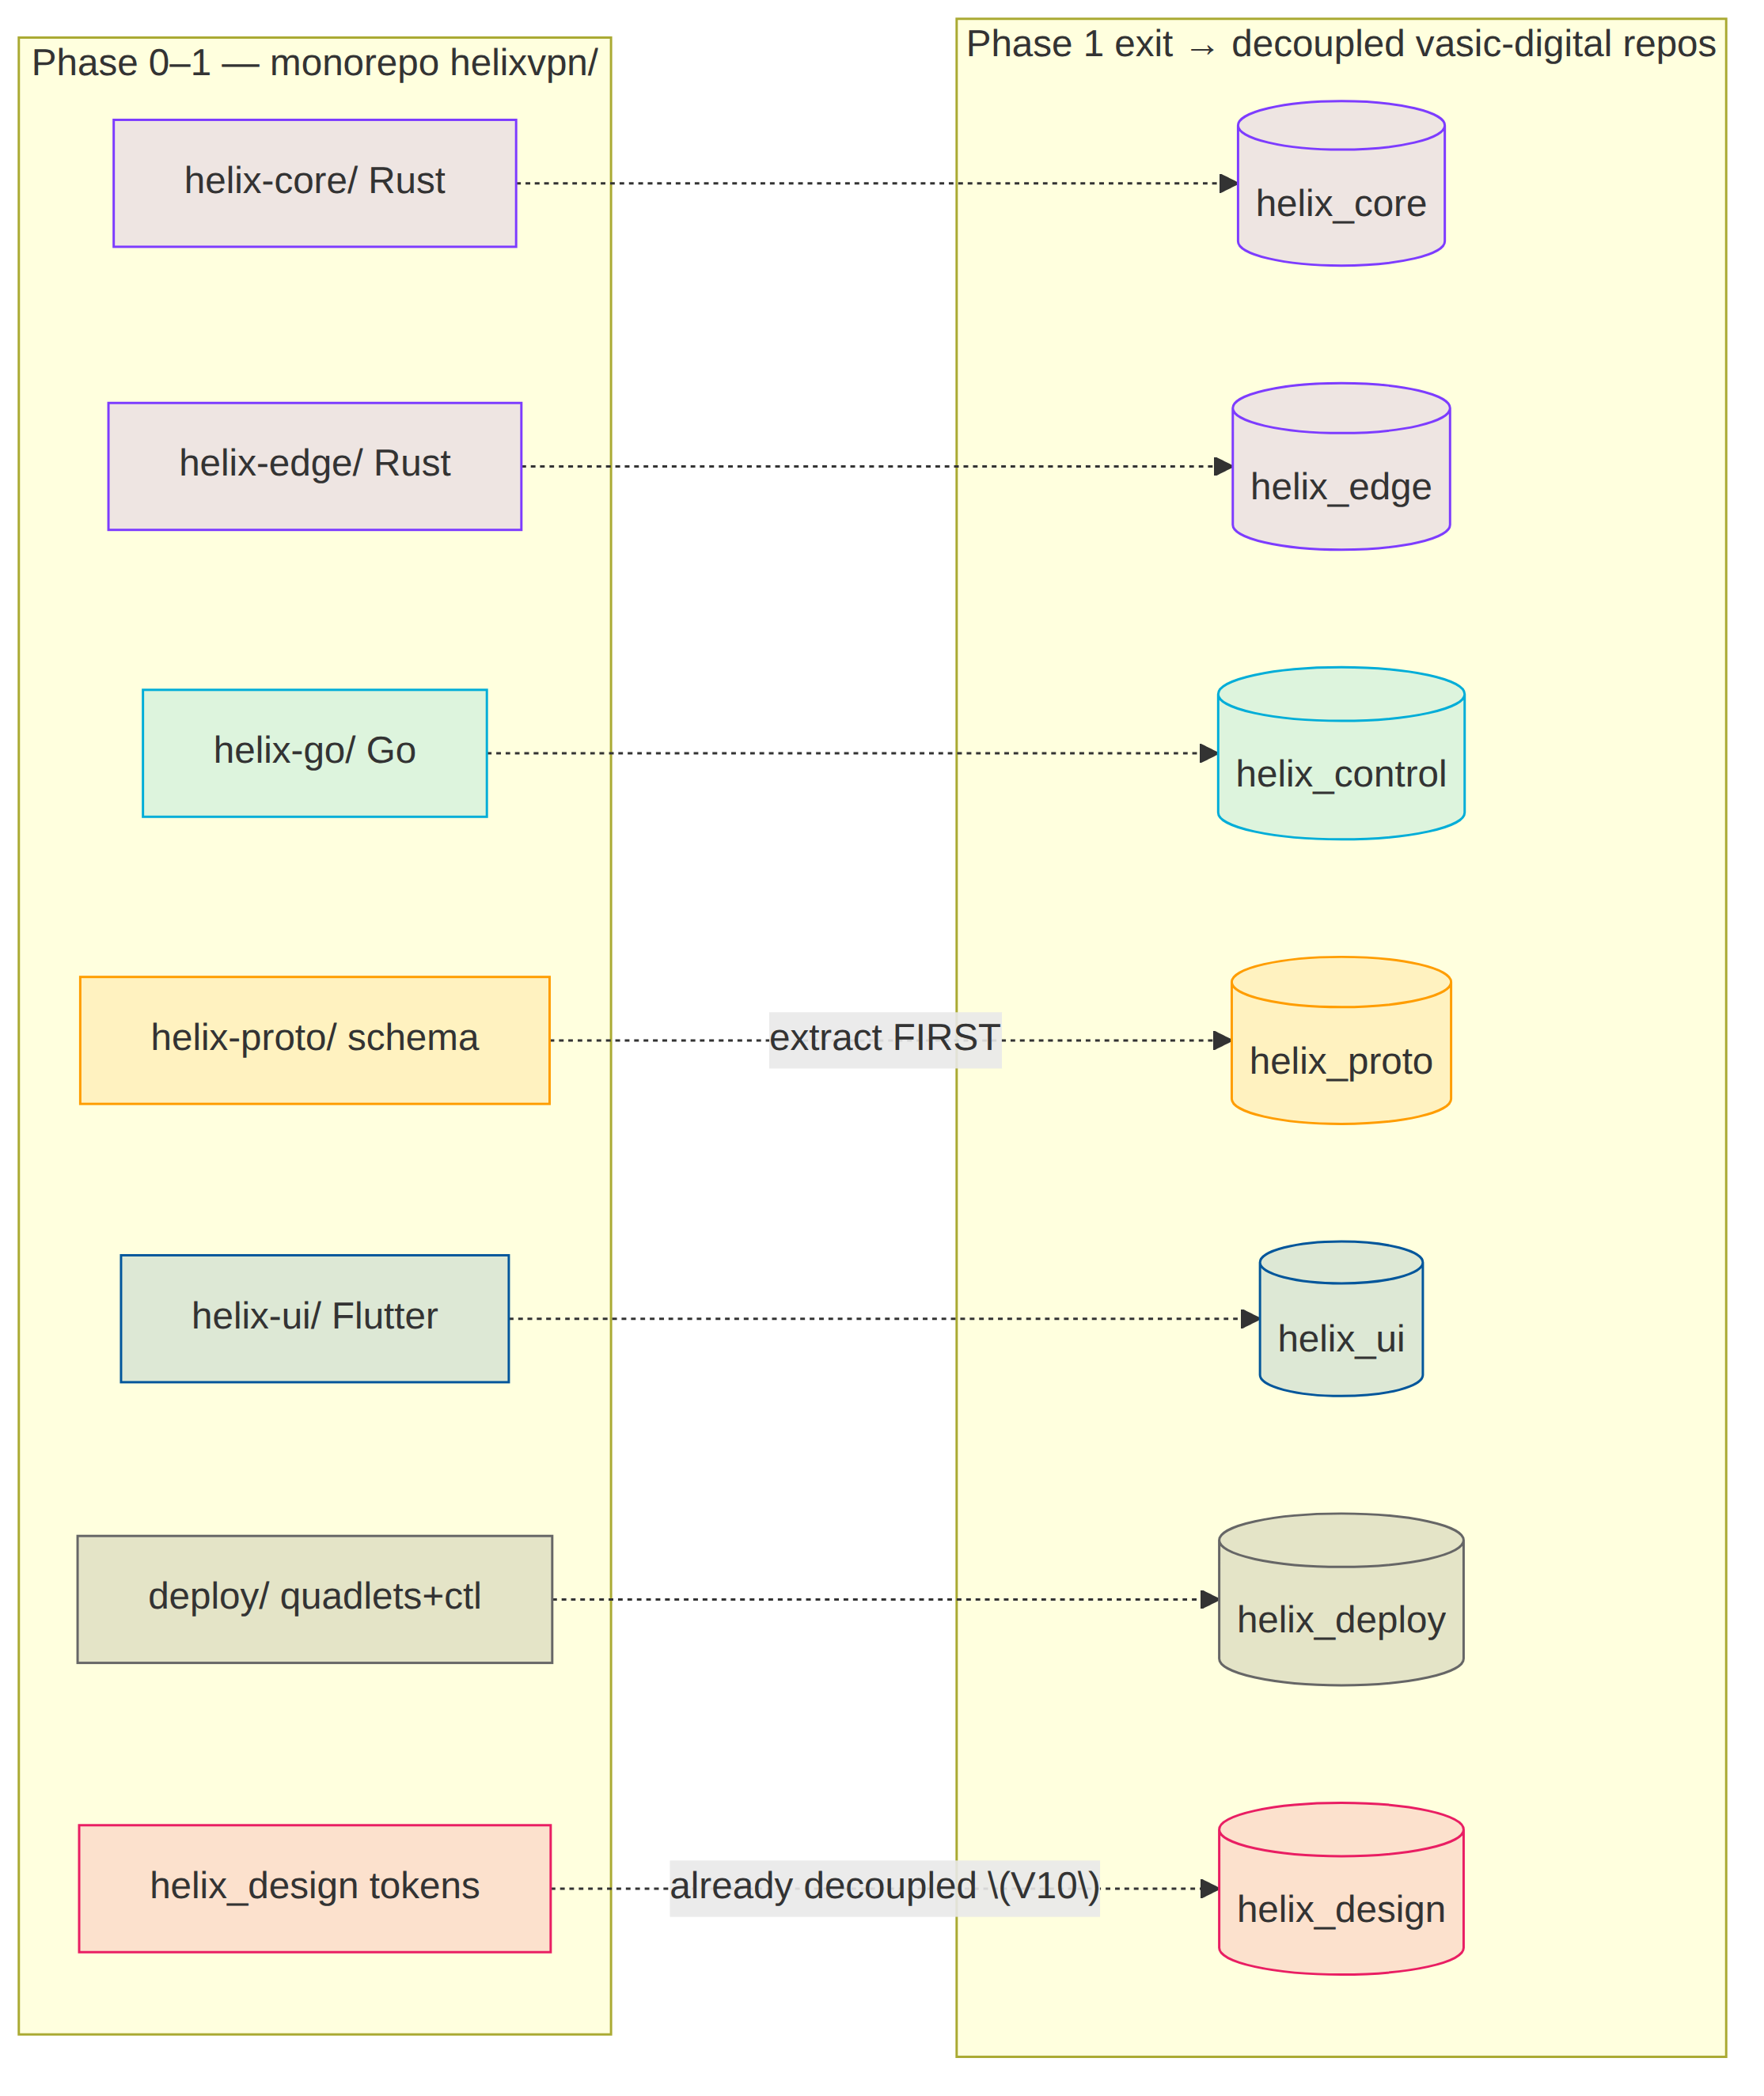 Phase 0–1 — monorepo helixvpn/
Phase 1 exit → decoupled vasic-digital repos
helix-core/ Rust
helix_core
helix-edge/ Rust
helix_edge
helix-go/ Go
helix_control
helix-proto/ schema
extract FIRST
helix_proto
helix-ui/ Flutter
helix_ui
deploy/ quadlets+ctl
helix_deploy
helix_design tokens
already decoupled \(V10\)
helix_design